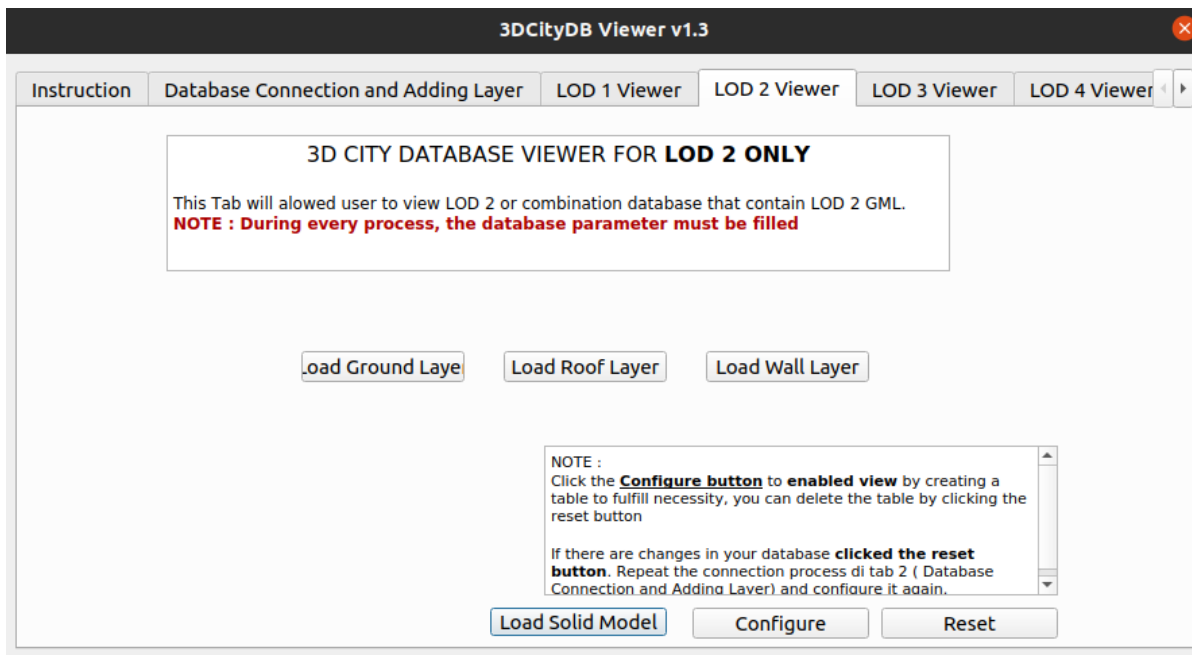 3DCityDB Viewer v1.3
Instruction
Database Connection and Adding Layer
LOD 1 Viewer
LOD 2 Viewer
LOD 3 Viewer
LOD 4 Viewer
3D CITY DATABASE VIEWER FOR LOD 2 ONLY
This Tab will alowed user to view LOD 2 or combination database that contain LOD 2 GML.
NOTE : During every process, the database parameter must be filled
Load Ground Layer
Load Roof Layer
Load Wall Layer
NOTE :
Click the Configure button to enabled view by creating a
table to fulfill necessity, you can delete the table by clicking the
reset button
If there are changes in your database clicked the reset
button. Repeat the connection process di tab 2 ( Database
Connection and Adding Layer) and configure it again.
Load Solid Model
Configure
Reset